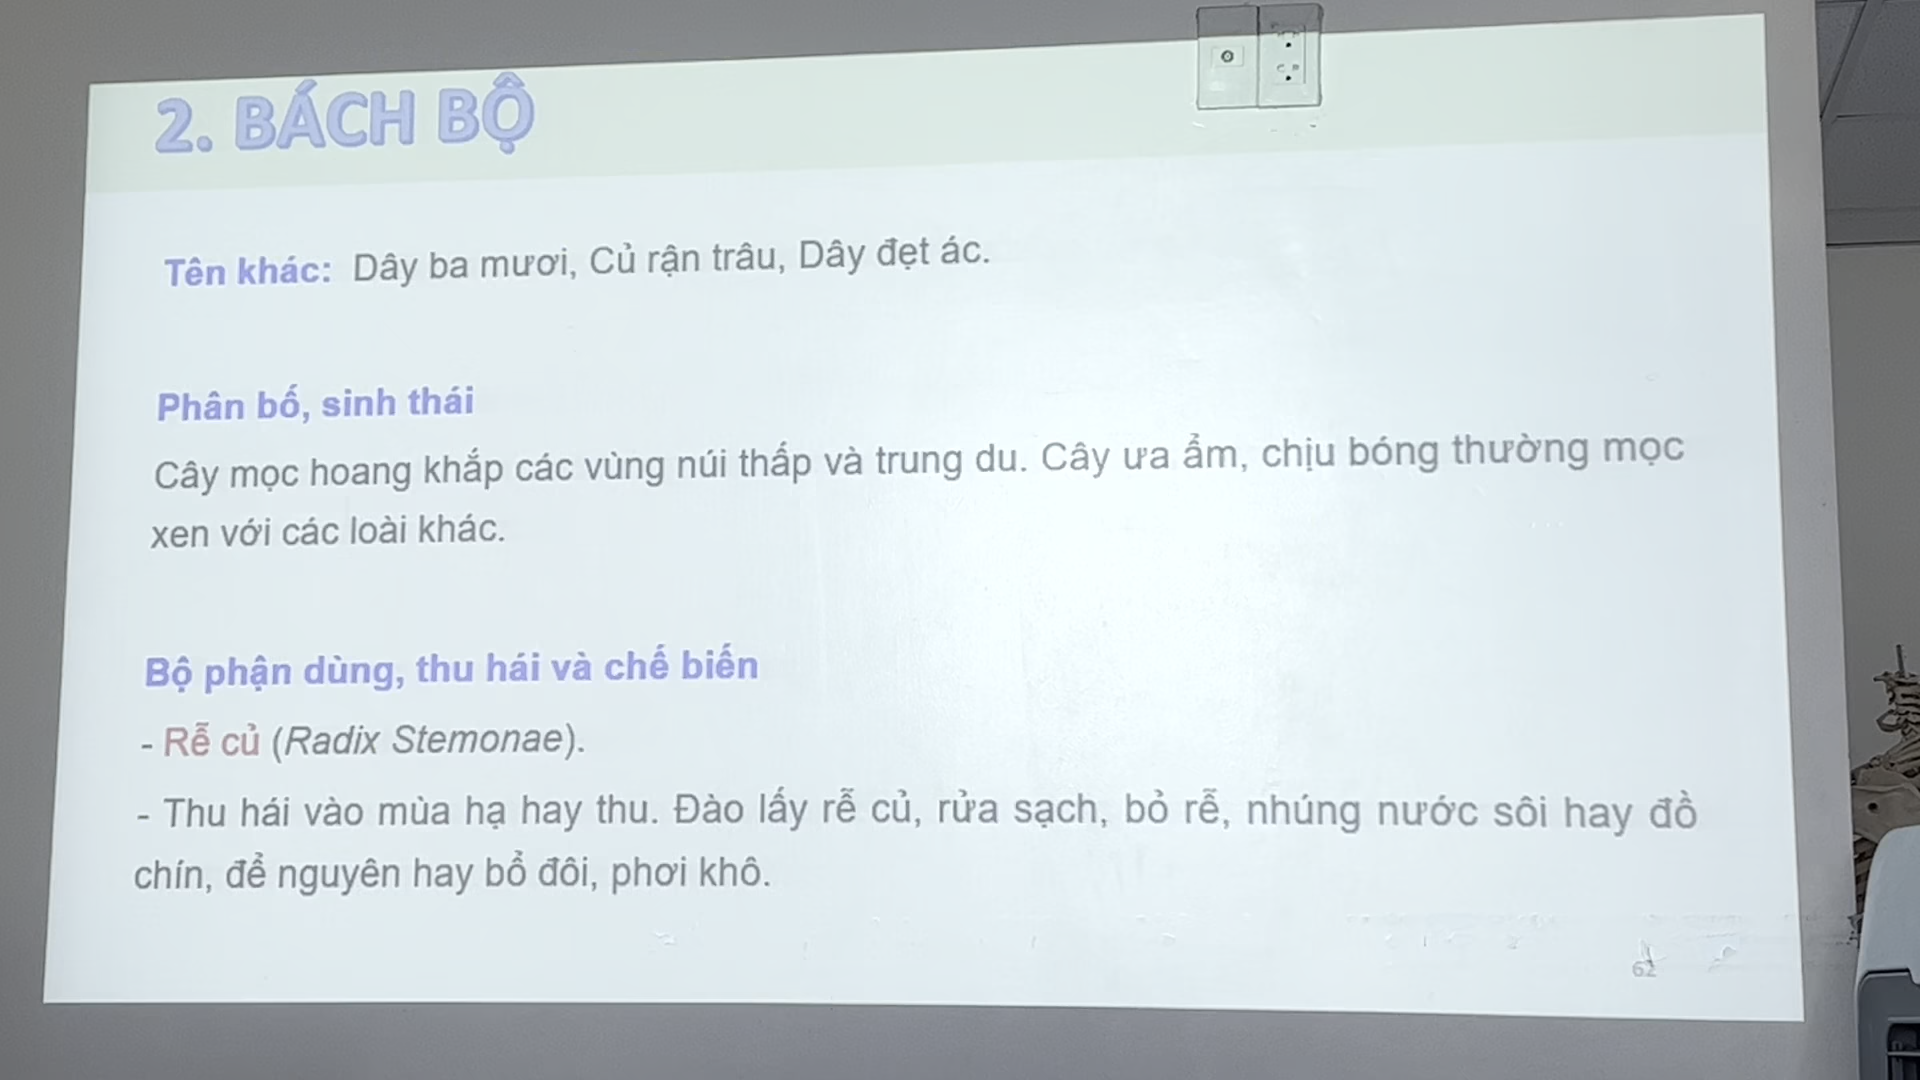 2. BÁCH BỘ
Tên khác: Dây ba mươi, Củ rận trâu, Dây đẹt ác.
Phân bố, sinh thái
Cây mọc hoang khắp các vùng núi thấp và trung du. Cây ưa ẩm, chịu bóng thường mọc
xen với các loài khác.
Bộ phận dùng, thu hái và chế biến
- Rễ củ (Radix Stemonae).
- Thu hái vào mùa hạ hay thu. Đào lấy rễ củ, rửa sạch, bỏ rễ, nhúng nước sôi hay đồ
chín, để nguyên hay bổ đôi, phơi khô.
62